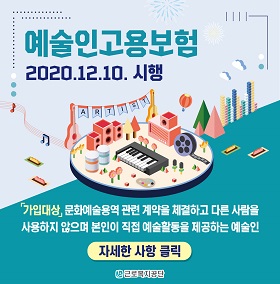 예술인고용보험
2020.12.10. 시행
ARTIST
「가입대상」 문화예술용역 관련 계약을 체결하고 다른 사람을
사용하지 않으며 본인이 직접 예술활동을 제공하는 예술인
자세한 사항 클릭
근로복지공단